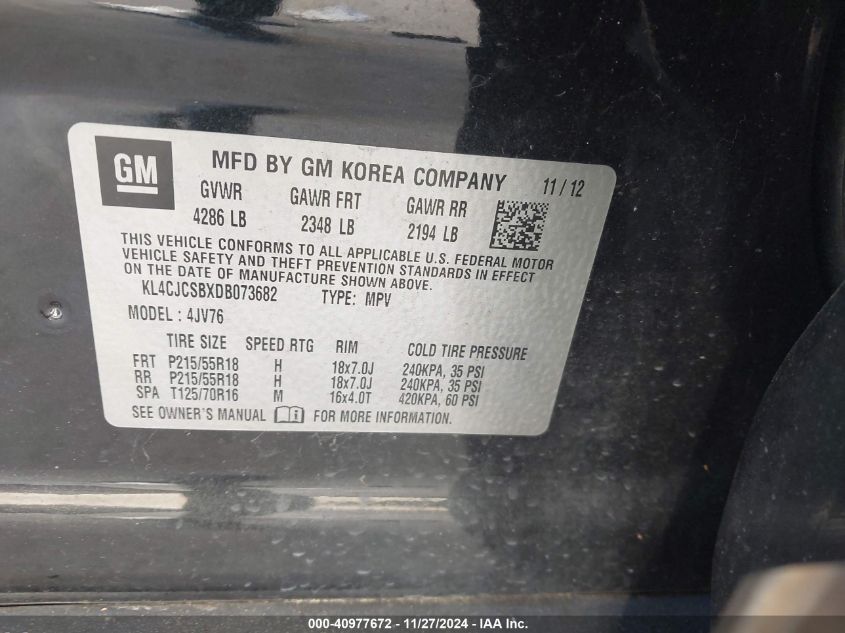 GM
MFD BY GM KOREA COMPANY 11 / 12
GVWR GAWR FRT GAWR RR
4286 LB 2348 LB 2194 LB
THIS VEHICLE CONFORMS TO ALL APPLICABLE U.S. FEDERAL MOTOR
VEHICLE SAFETY AND THEFT PREVENTION STANDARDS IN EFFECT
ON THE DATE OF MANUFACTURE SHOWN ABOVE.
KL4CJCSBXDB073682 TYPE: MPV
MODEL : 4JV76
TIRE SIZE SPEED RTG RIM COLD TIRE PRESSURE
FRT P215/55R18 H 18x7.0J 240KPA, 35 PSI
RR P215/55R18 H 18x7.0J 240KPA, 35 PSI
SPA T125/70R16 M 16x4.0T 420KPA, 60 PSI
SEE OWNER'S MANUAL FOR MORE INFORMATION.
000-40977672 - 11/27/2024 - IAA Inc.